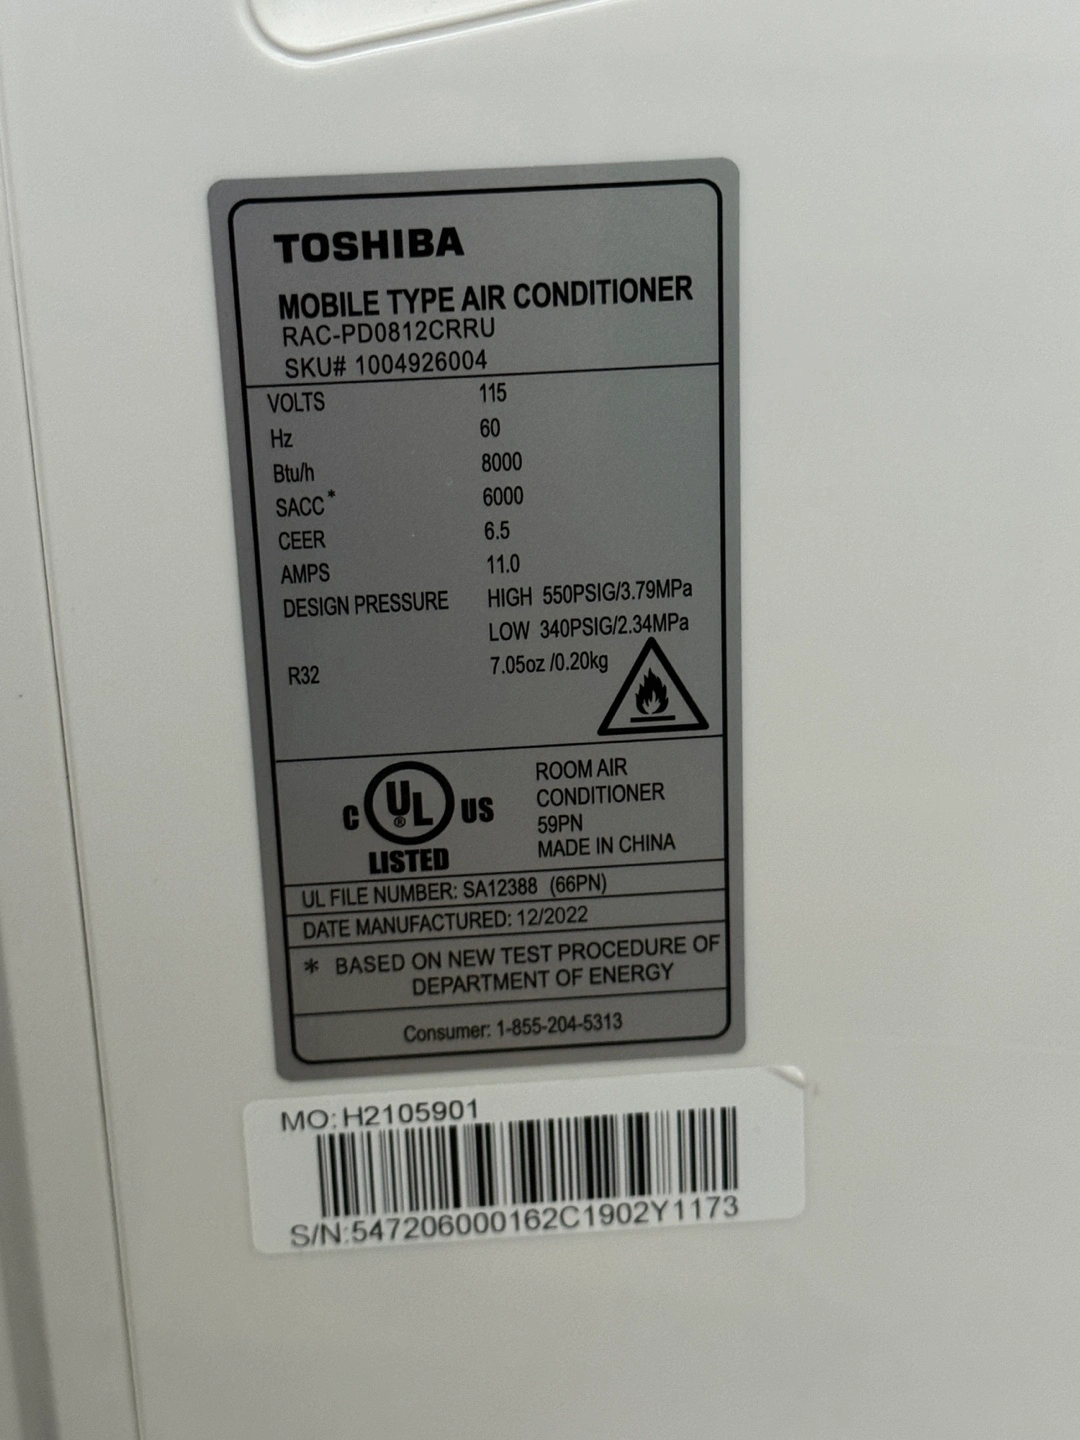 TOSHIBA
MOBILE TYPE AIR CONDITIONER
RAC-PD0812CRRU
SKU# 1004926004
VOLTS 115
Hz 60
Btu/h 8000
SACC* 6000
CEER 6.5
AMPS 11.0
DESIGN PRESSURE HIGH 550PSIG/3.79MPa
LOW 340PSIG/2.34MPa
R32 7.05oz /0.20kg
C UL® US
LISTED
ROOM AIR
CONDITIONER
59PN
MADE IN CHINA
UL FILE NUMBER: SA12388 (66PN)
DATE MANUFACTURED: 12/2022
* BASED ON NEW TEST PROCEDURE OF
DEPARTMENT OF ENERGY
Consumer: 1-855-204-5313
MO: H2105901
S/N:547206000162C1902Y1173